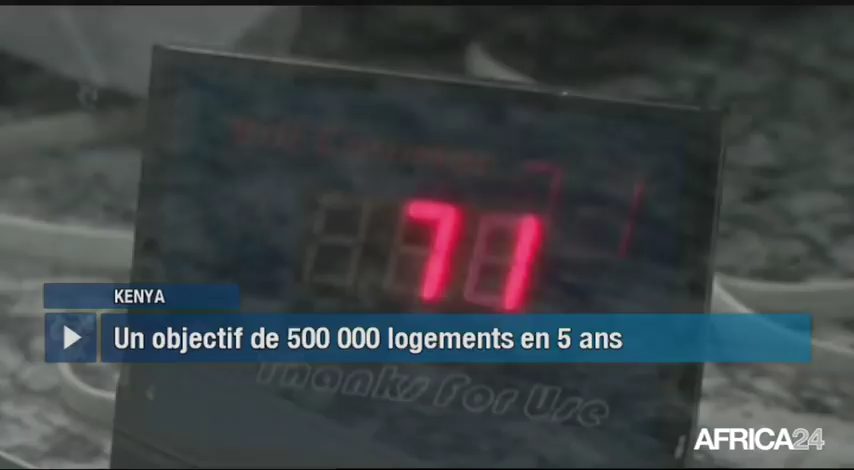 71
KENYA
Un objectif de 500 000 logements en 5 ans
Thanks For Use
AFRICA24